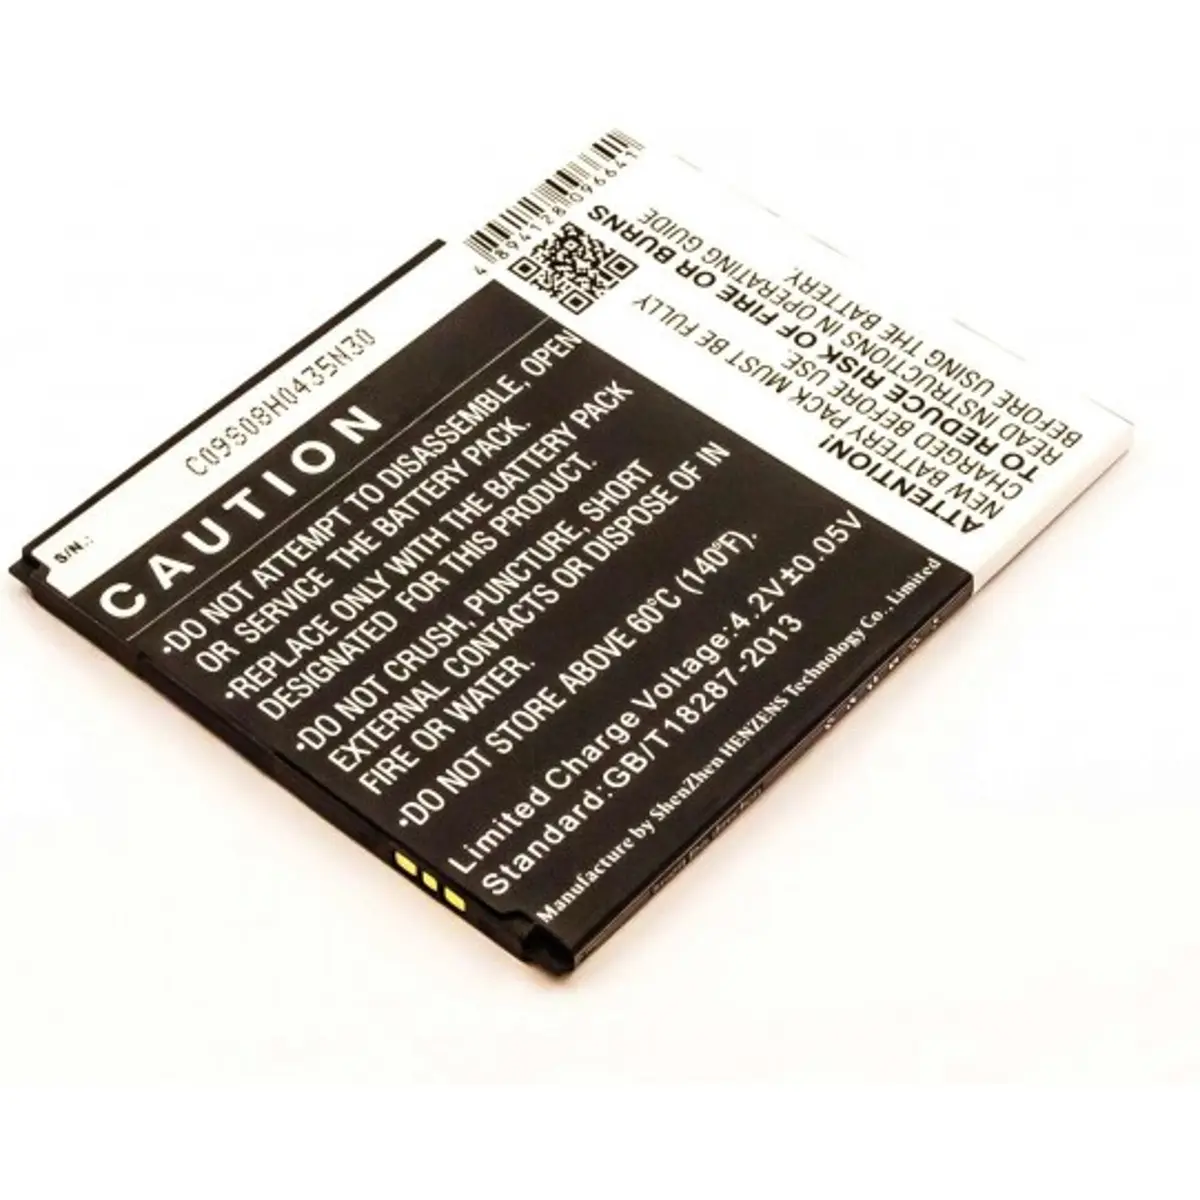 S/N.:
C09S08H0435N30
CAUTION
•DO NOT ATTEMPT TO DISASSEMBLE, OPEN
OR SERVICE THE BATTERY PACK.
•REPLACE ONLY WITH THE BATTERY PACK
DESIGNATED FOR THIS PRODUCT.
•DO NOT CRUSH, PUNCTURE, SHORT
EXTERNAL CONTACTS OR DISPOSE OF IN
FIRE OR WATER.
•DO NOT STORE ABOVE 60°C (140°F).
Limited Charge Voltage:4.2V±0.05V
Standard:GB/T18287-2013
Manufacture by ShenZhen HENZENS Technology Co., Limited
4 894128 096641
ATTENTION!
NEW BATTERY PACK MUST BE FULLY
CHARGED BEFORE USE.
TO REDUCE RISK OF FIRE OR BURNS
READ INSTRUCTIONS IN OPERATING GUIDE
BEFORE USING THE BATTERY.